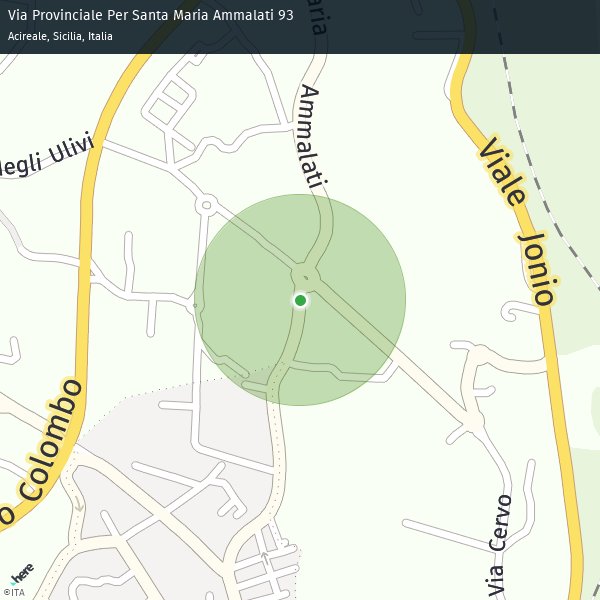 Via Provinciale Per Santa Maria Ammalati 93
Acireale, Sicilia, Italia
aria
Ammalati
negli Ulivi
Viale Jonio
o Colombo
Via Cervo
here
©ITA